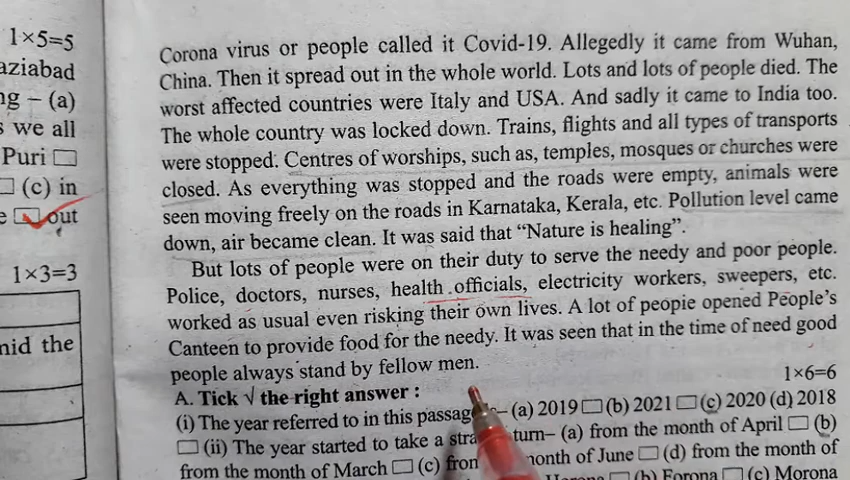 1×5=5
aziabad
ng – (a)
s we all
Puri
(c) in
e out
1×3=3
nid the
Corona virus or people called it Covid-19. Allegedly it came from Wuhan,
China. Then it spread out in the whole world. Lots and lots of people died. The
worst affected countries were Italy and USA. And sadly it came to India too.
The whole country was locked down. Trains, flights and all types of transports
were stopped. Centres of worships, such as, temples, mosques or churches were
closed. As everything was stopped and the roads were empty, animals were
seen moving freely on the roads in Karnataka, Kerala, etc. Pollution level came
down, air became clean. It was said that “Nature is healing”.
But lots of people were on their duty to serve the needy and poor people.
Police, doctors, nurses, health officials, electricity workers, sweepers, etc.
worked as usual even risking their own lives. A lot of peopie opened People’s
Canteen to provide food for the needy. It was seen that in the time of need good
people always stand by fellow men.
1×6=6
A. Tick √ the right answer :
(i) The year referred to in this passag – (a) 2019 □ (b) 2021 □ (c) 2020 (d) 2018
□ (ii) The year started to take a stra turn– (a) from the month of April □ (b)
from the month of March □ (c) from month of June □ (d) from the month of
□ (b) Forona □ (c) Morona